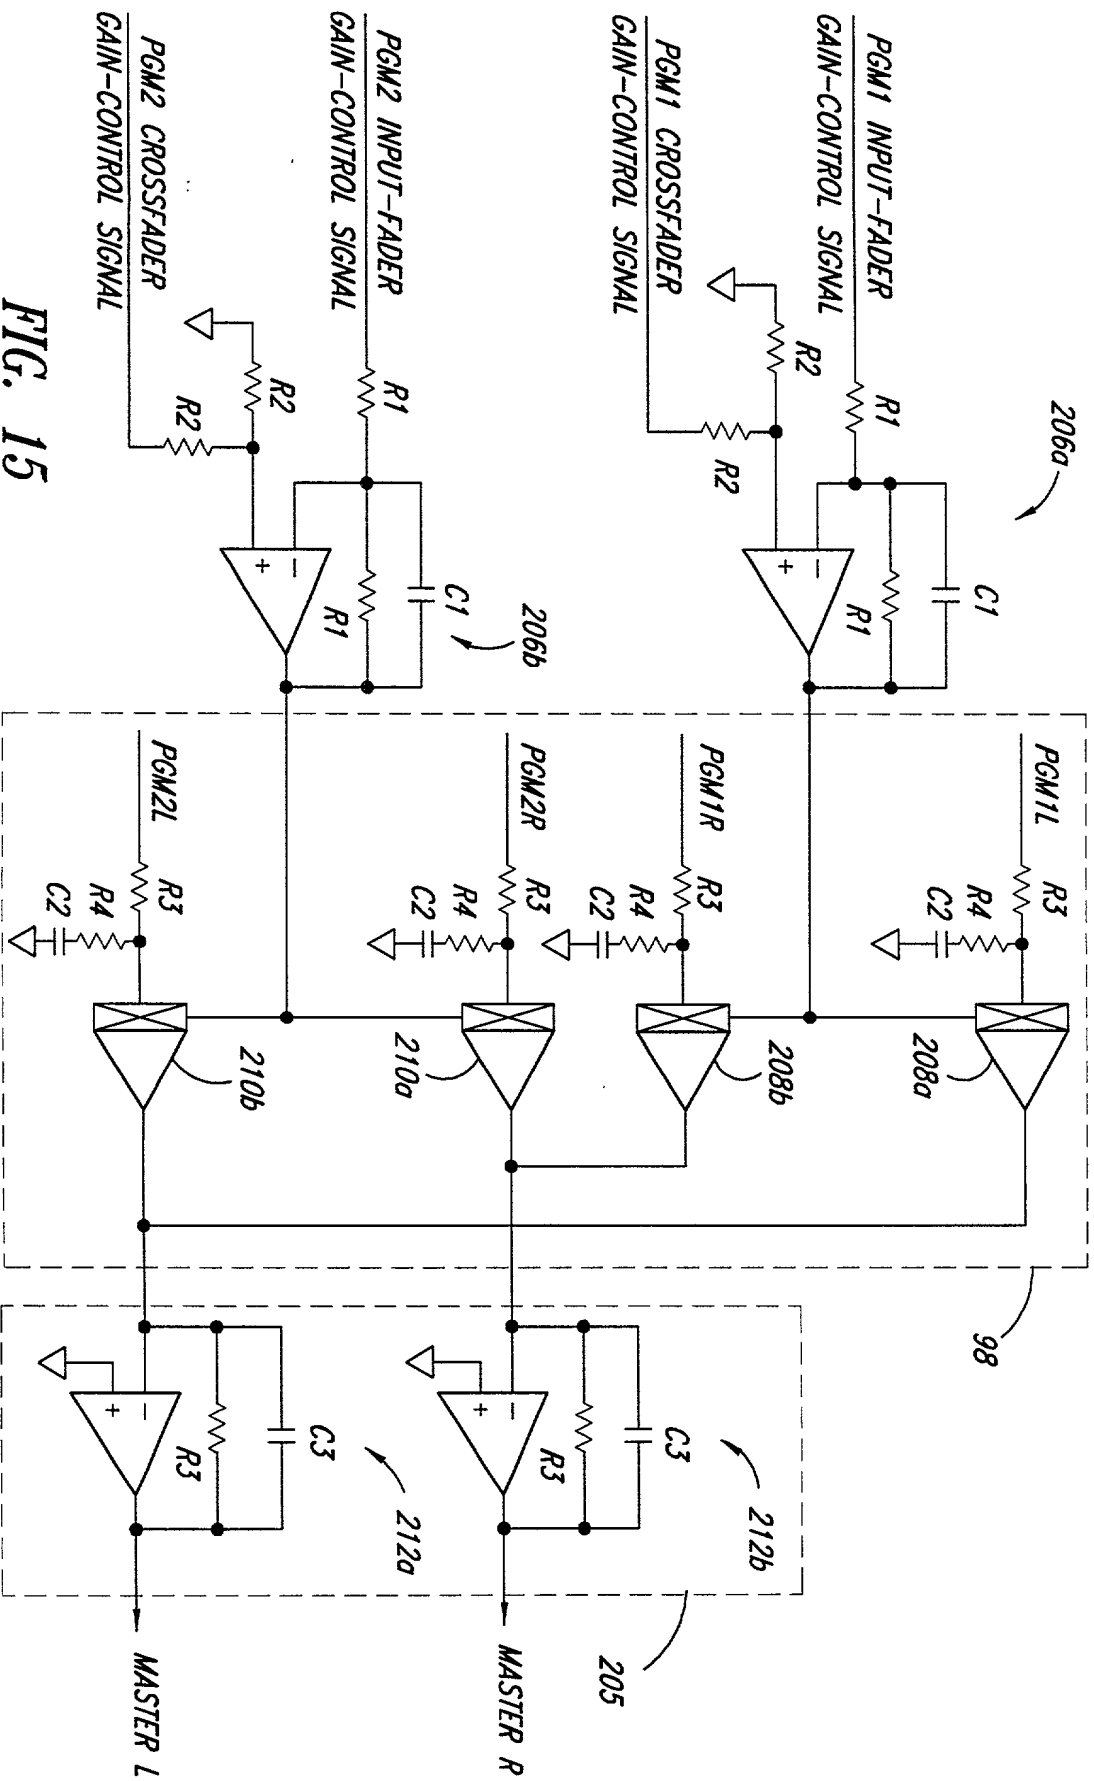 PGM1 INPUT-FADER
GAIN-CONTROL SIGNAL
R1
206a
C1
R1
+
−
R2
R2
PGM1 CROSSFADER
GAIN-CONTROL SIGNAL
PGM2 INPUT-FADER
GAIN-CONTROL SIGNAL
R1
C1
206b
R1
+
−
R2
R2
PGM2 CROSSFADER
GAIN-CONTROL SIGNAL
PGM1L
R3
R4
C2
208a
PGM1R
R3
R4
C2
208b
PGM2R
R3
R4
C2
210a
PGM2L
R3
R4
C2
210b
98
C3
212b
R3
−
+
MASTER R
205
C3
212a
R3
−
+
MASTER L
FIG. 15